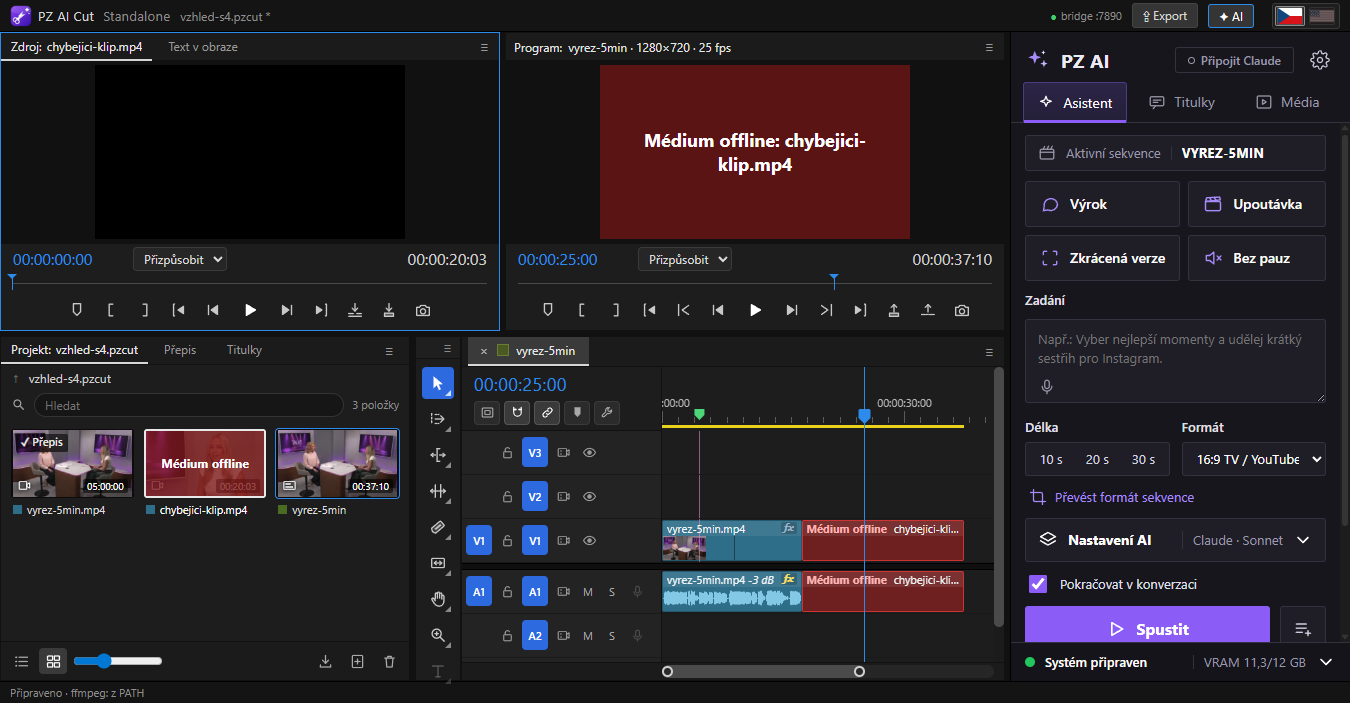 PZ AI Cut Standalone vzhled-s4.pzcut * bridge :7890 Export AI
Zdroj: chybejici-klip.mp4 Text v obraze
Program: vyrez-5min · 1280×720 · 25 fps
Médium offline: chybejici-
klip.mp4
00:00:00:00 Přizpůsobit 00:00:20:03
00:00:25:00 Přizpůsobit 00:00:37:10
Projekt: vzhled-s4.pzcut Přepis Titulky
vzhled-s4.pzcut
Hledat 3 položky
✓ Přepis
05:00:00
Médium offline
00:20:03
00:37:10
vyrez-5min.mp4 chybejici-klip.mp4 vyrez-5min
× vyrez-5min
00:00:25:00
:00:00 00:00:30:00
V3
V2
V1 V1
vyrez-5min.mp4 fx Médium offline chybejici-kli...
A1 A1 M S
vyrez-5min.mp4 -3 dB fx Médium offline chybejici-kli...
A2 M S
PZ AI Připojit Claude
Asistent Titulky Média
Aktivní sekvence VYREZ-5MIN
Výrok Upoutávka
Zkrácená verze Bez pauz
Zadání
Např.: Vyber nejlepší momenty a udělej krátký
sestřih pro Instagram.
Délka Formát
10 s 20 s 30 s 16:9 TV / YouTube
Převést formát sekvence
Nastavení AI Claude · Sonnet
Pokračovat v konverzaci
Spustit
Systém připraven VRAM 11,3/12 GB
Připraveno · ffmpeg: z PATH